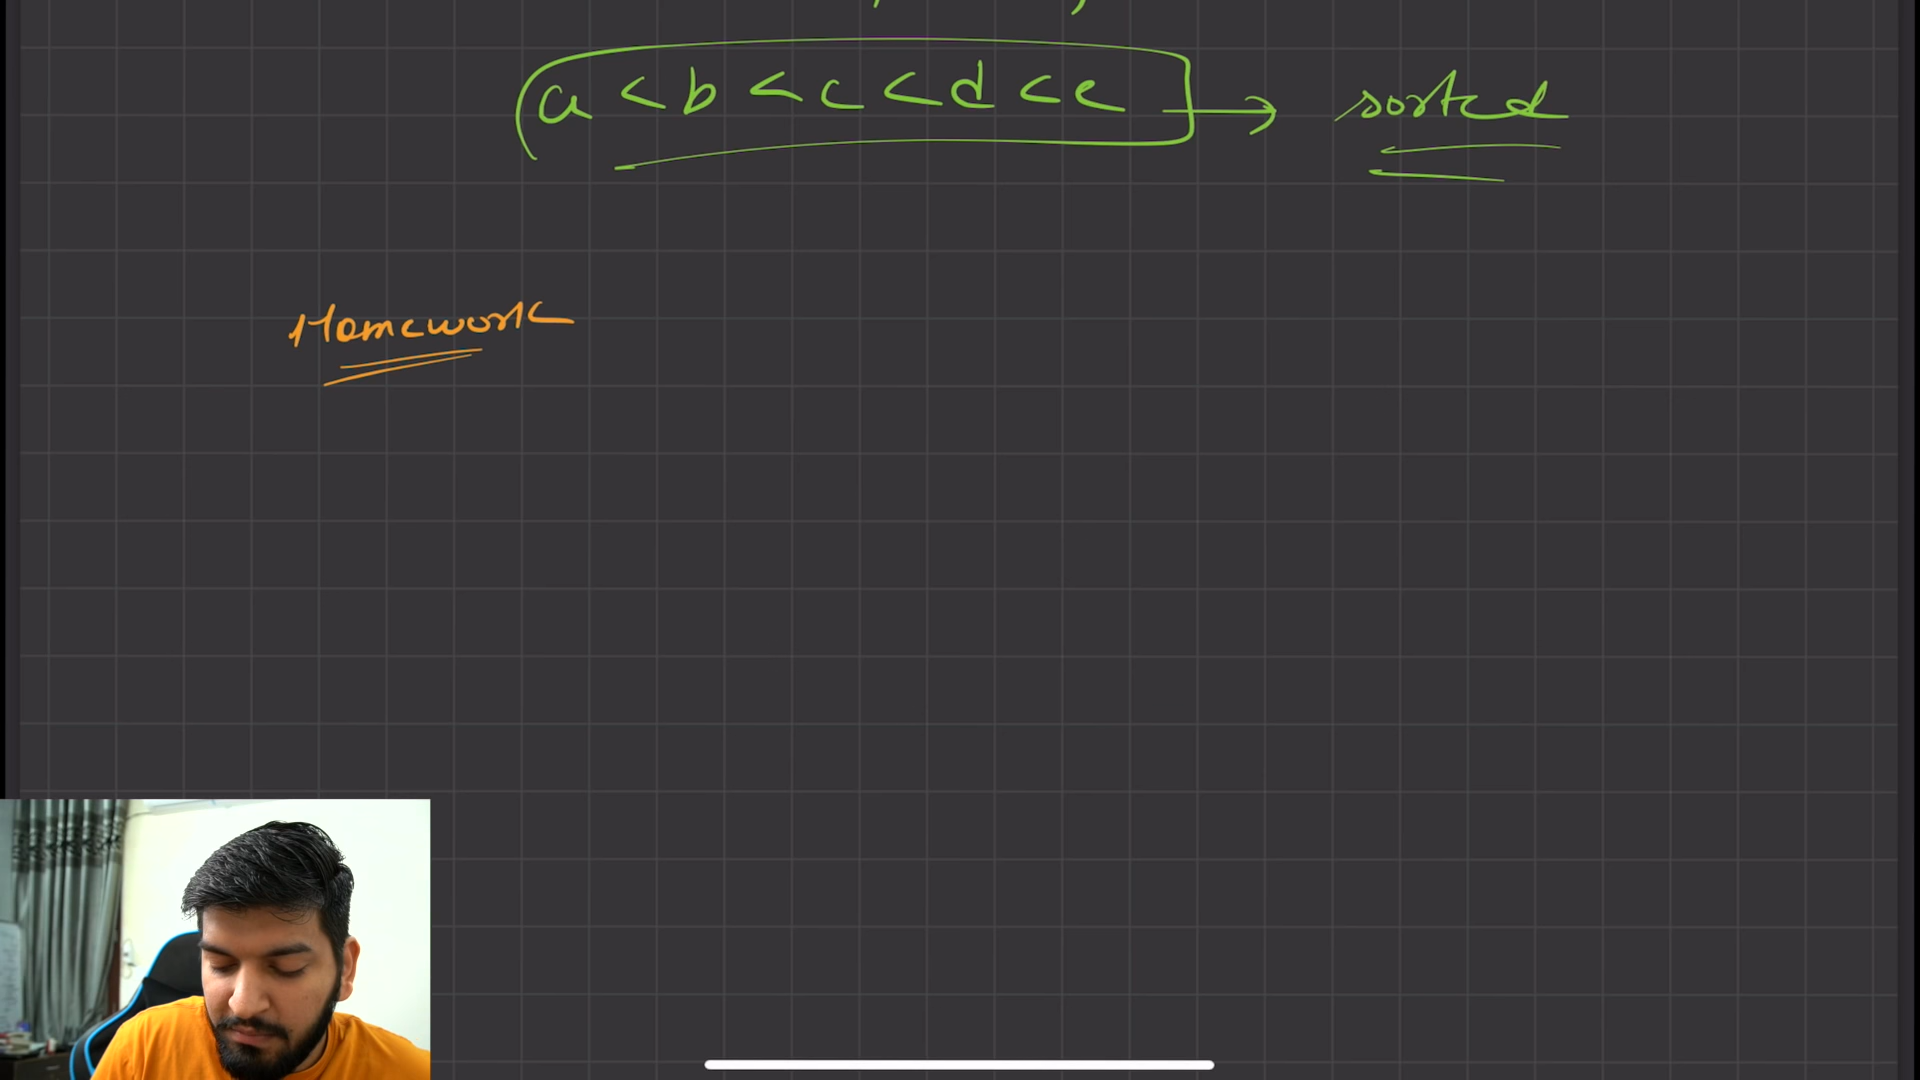 a < b < c < d < e → sorted
Homework